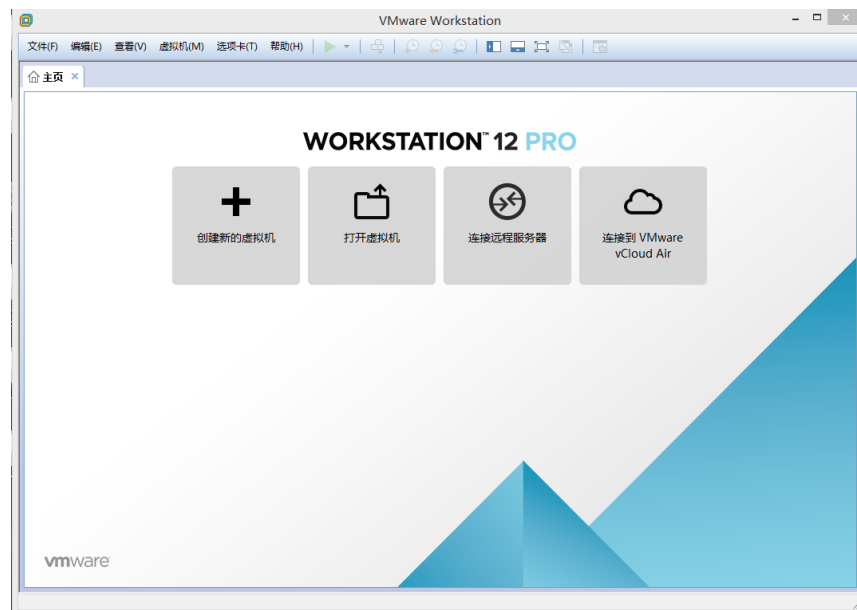 VMware Workstation
文件(F) 编辑(E) 查看(V) 虚拟机(M) 选项卡(T) 帮助(H)
主页
WORKSTATION™ 12 PRO
创建新的虚拟机
打开虚拟机
连接远程服务器
连接到 VMware
vCloud Air
vmware